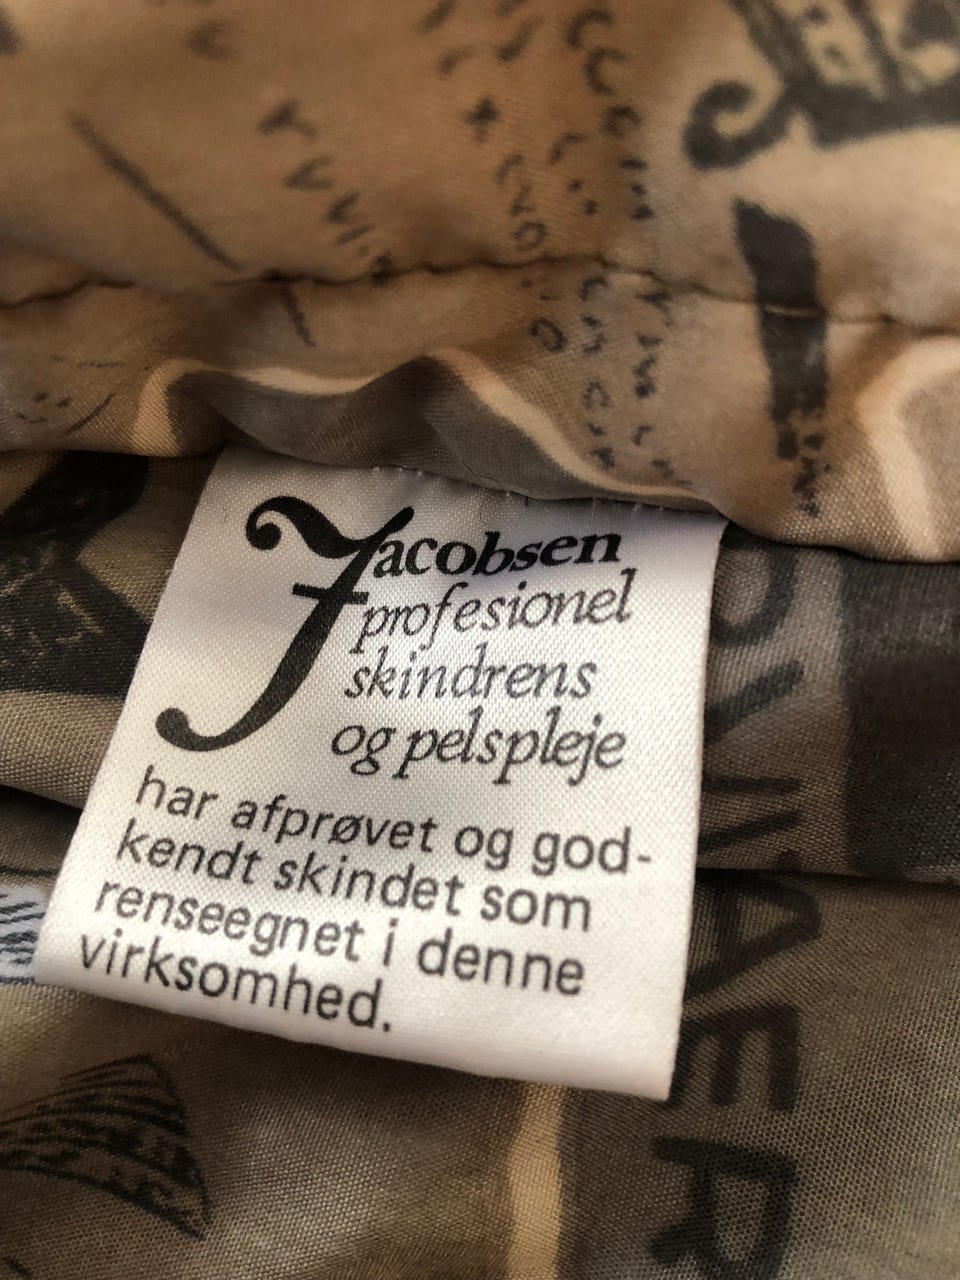 Jacobsen
profesionel
skindrens
og pelspleje
har afprøvet og god-
kendt skindet som
renseegnet i denne
virksomhed.